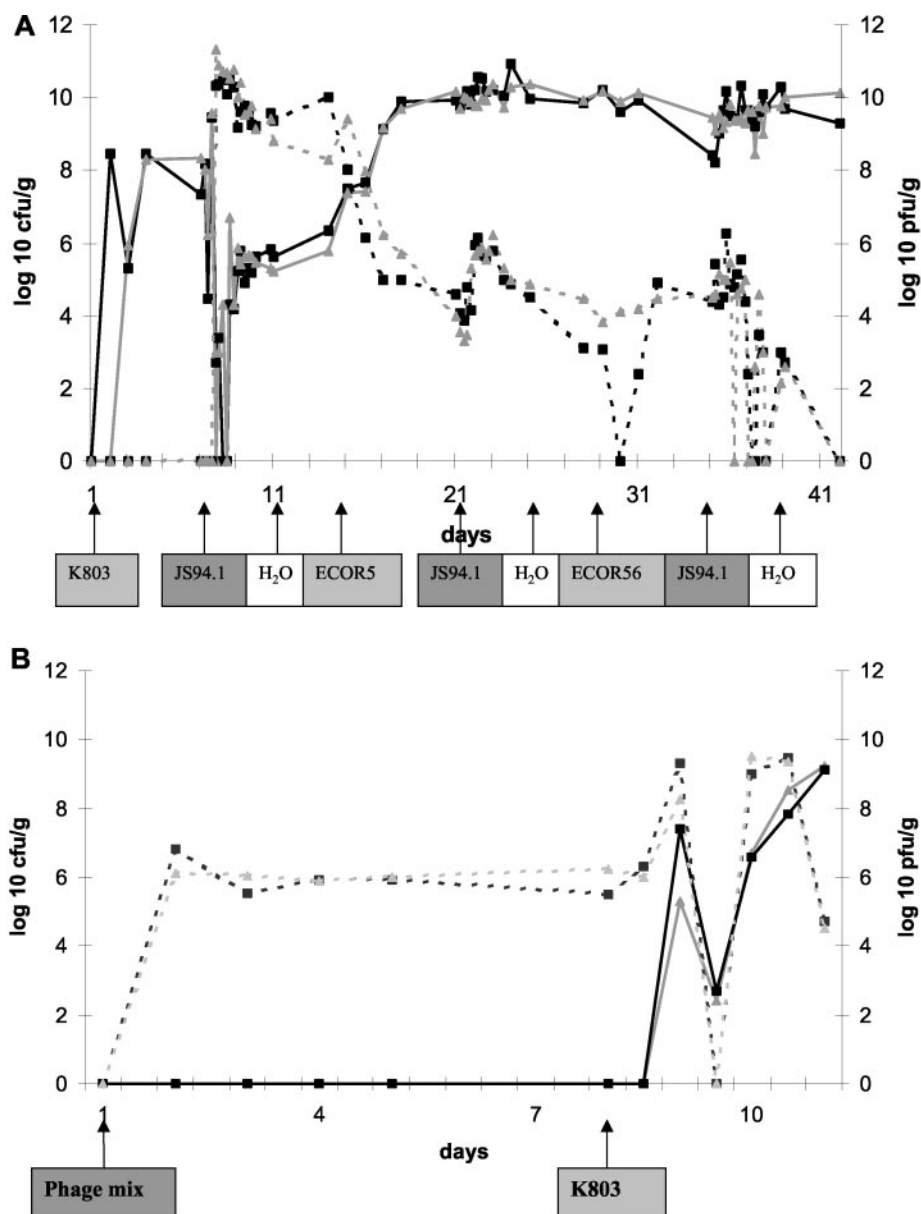 A
12
10
8
6
4
2
0
log 10 cfu/g
12
10
8
6
4
2
0
log 10 pfu/g
1 11 21 31 41
days
K803 JS94.1 H₂O ECOR5 JS94.1 H₂O ECOR56 JS94.1 H₂O
B
12
10
8
6
4
2
0
log 10 cfu/g
12
10
8
6
4
2
0
log 10 pfu/g
1 4 7 10
days
Phage mix K803